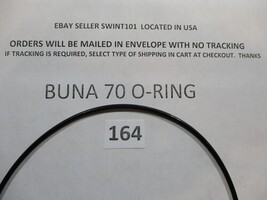 EBAY SELLER SWINT101 LOCATED IN USA
ORDERS WILL BE MAILED IN ENVELOPE WITH NO TRACKING
IF TRACKING IS REQUIRED, SELECT TYPE OF SHIPPING IN CART AT CHECKOUT. THANKS
BUNA 70 O-RING
164